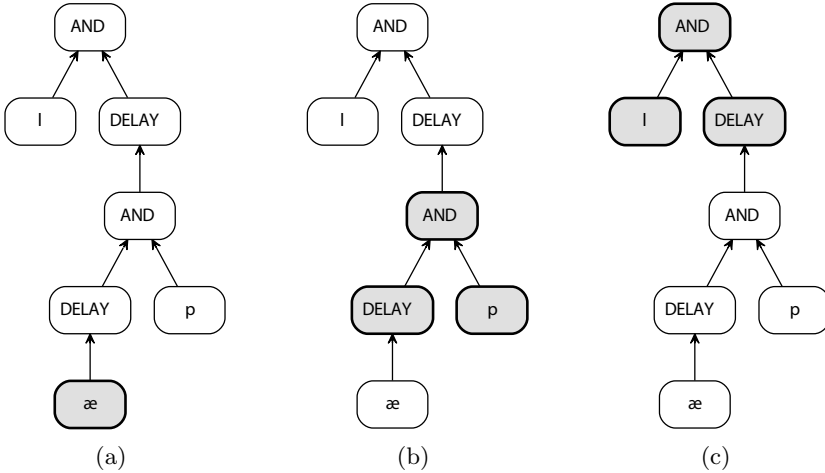 AND AND AND
l DELAY l DELAY l DELAY
AND AND AND
DELAY p DELAY p DELAY p
æ æ æ
(a) (b) (c)